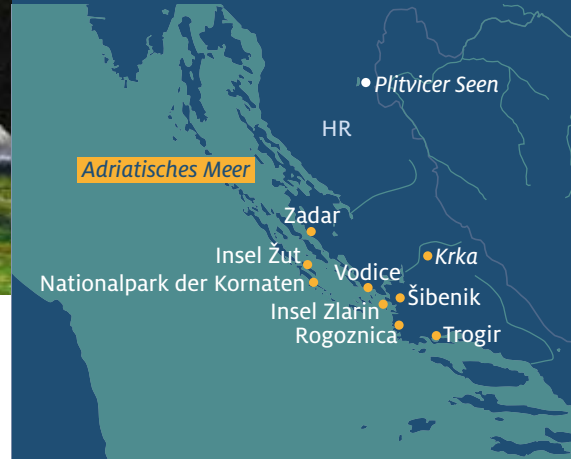 Plitvicer Seen
HR
Adriatisches Meer
Zadar
Insel Žut
Krka
Vodice
Nationalpark der Kornaten
Šibenik
Insel Zlarin
Rogoznica
Trogir